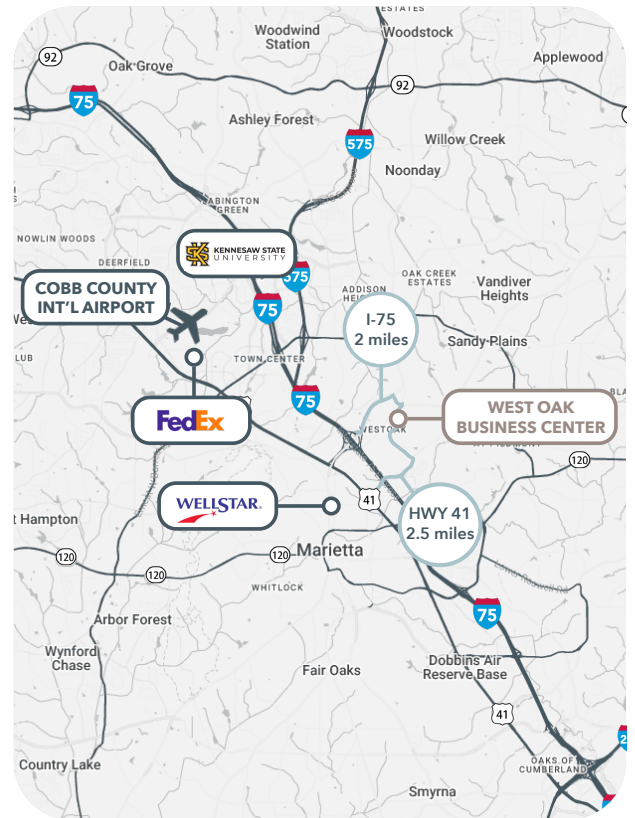 ESTATES
Woodwind
Station
Woodstock
92
Oak Grove
Applewood
92
75
Ashley Forest
575
Willow Creek
Noonday
ABINGTON
GREEN
NOWLIN WOODS
KENNESAW STATE
UNIVERSITY
DEERFIELD
575
OAK CREEK
ESTATES
COBB COUNTY
INT'L AIRPORT
ADDISON
Vandiver
Heights
75
I-75
2 miles
Sandy Plains
LUB
TOWN CENTER
75
FedEx
WEST OAK
BUSINESS CENTER
WESTOAK
120
WELLSTAR
41
HWY 41
2.5 miles
t Hampton
120
120
120
Marietta
WHITLOCK
75
Arbor Forest
Wynford
Chase
Fair Oaks
Dobbins Air
Reserve Base
41
Country Lake
OAKS OF
CUMBERLAND
Smyrna